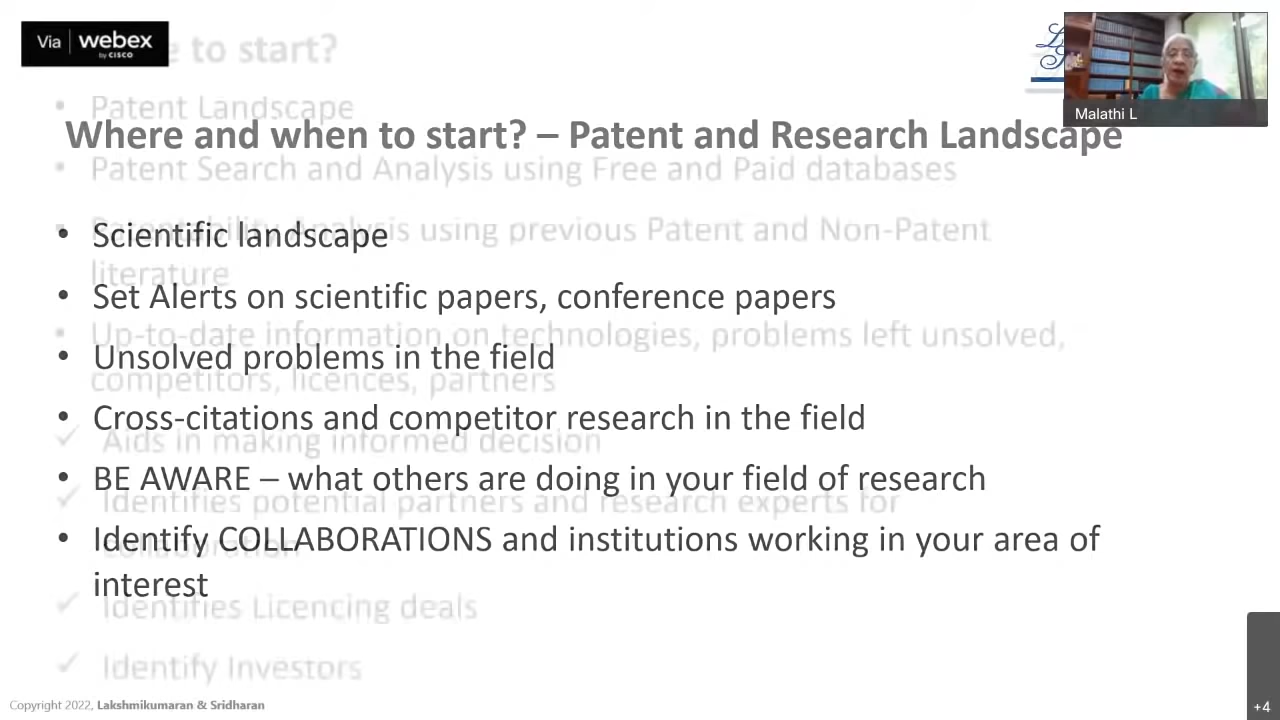 Via webex
by CISCO
e to start?
Malathi L
Patent Landscape
Where and when to start? – Patent and Research Landscape
• Patent Search and Analysis using Free and Paid databases
• Patentability Analysis using previous Patent and Non-Patent
• Scientific landscape
literature
• Set Alerts on scientific papers, conference papers
• Up-to-date information on technologies, problems left unsolved,
• Unsolved problems in the field
competitors, licences, partners
• Cross-citations and competitor research in the field
✓ Aids in making informed decision
• BE AWARE – what others are doing in your field of research
✓ Identifies potential partners and research experts for
• Identify COLLABORATIONS and institutions working in your area of
collaboration
interest
✓ Identifies Licencing deals
✓ Identify Investors
Copyright 2022, Lakshmikumaran & Sridharan
+4